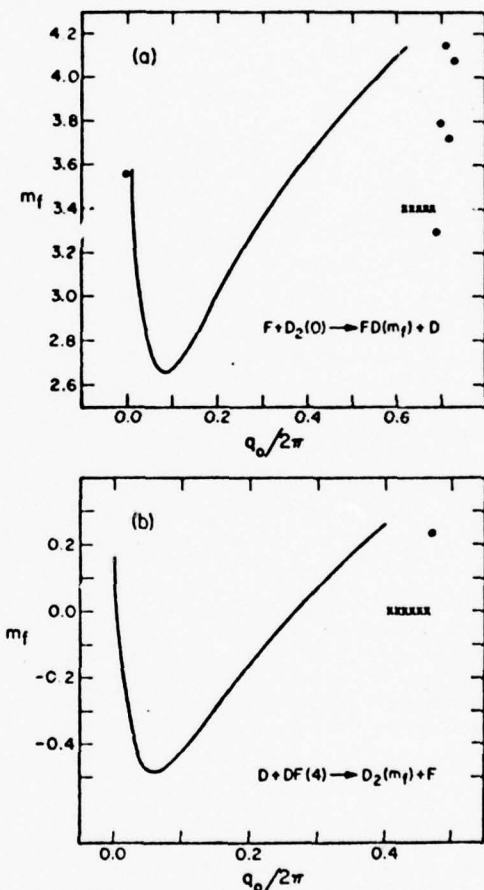 (a)
4.2
4.0
3.8
3.6
m_f
3.4
3.2
3.0
2.8
2.6
F+D₂(0)→FD(m_f)+D
0.0 0.2 0.4 0.6
q₀/2π
(b)
0.2
0.0
m_f
-0.2
-0.4
D+DF(4)→D₂(m_f)+F
0.0 0.2 0.4
q₀/2π